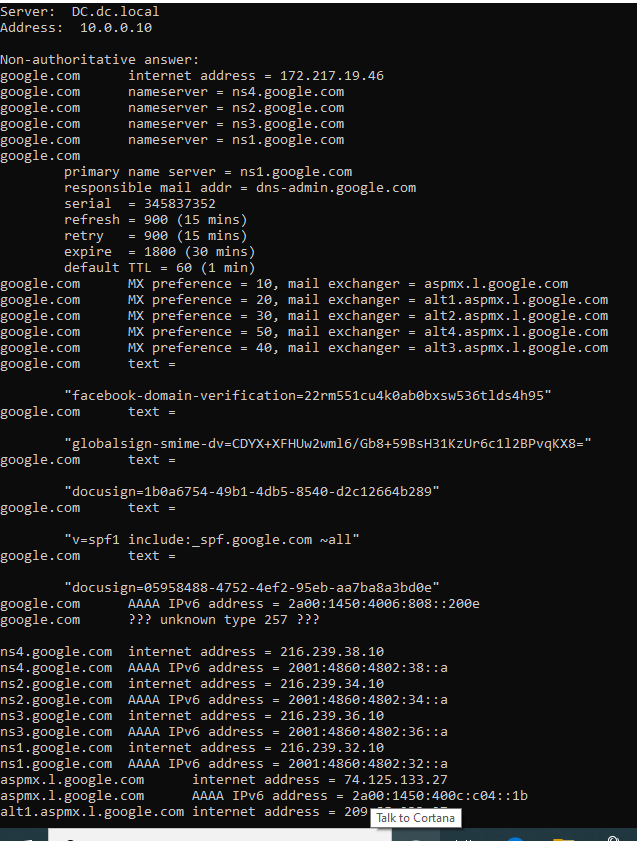 Server:  DC.dc.local
Address:  10.0.0.10

Non-authoritative answer:
google.com      internet address = 172.217.19.46
google.com      nameserver = ns4.google.com
google.com      nameserver = ns2.google.com
google.com      nameserver = ns3.google.com
google.com      nameserver = ns1.google.com
google.com
        primary name server = ns1.google.com
        responsible mail addr = dns-admin.google.com
        serial  = 345837352
        refresh = 900 (15 mins)
        retry   = 900 (15 mins)
        expire  = 1800 (30 mins)
        default TTL = 60 (1 min)
google.com      MX preference = 10, mail exchanger = aspmx.l.google.com
google.com      MX preference = 20, mail exchanger = alt1.aspmx.l.google.com
google.com      MX preference = 30, mail exchanger = alt2.aspmx.l.google.com
google.com      MX preference = 50, mail exchanger = alt4.aspmx.l.google.com
google.com      MX preference = 40, mail exchanger = alt3.aspmx.l.google.com
google.com      text =

        "facebook-domain-verification=22rm551cu4k0ab0bxsw536tlds4h95"
google.com      text =

        "globalsign-smime-dv=CDYX+XFHUw2wml6/Gb8+59BsH31KzUr6c1l2BPvqKX8="
google.com      text =

        "docusign=1b0a6754-49b1-4db5-8540-d2c12664b289"
google.com      text =

        "v=spf1 include:_spf.google.com ~all"
google.com      text =

        "docusign=05958488-4752-4ef2-95eb-aa7ba8a3bd0e"
google.com      AAAA IPv6 address = 2a00:1450:4006:808::200e
google.com      ??? unknown type 257 ???

ns4.google.com  internet address = 216.239.38.10
ns4.google.com  AAAA IPv6 address = 2001:4860:4802:38::a
ns2.google.com  internet address = 216.239.34.10
ns2.google.com  AAAA IPv6 address = 2001:4860:4802:34::a
ns3.google.com  internet address = 216.239.36.10
ns3.google.com  AAAA IPv6 address = 2001:4860:4802:36::a
ns1.google.com  internet address = 216.239.32.10
ns1.google.com  AAAA IPv6 address = 2001:4860:4802:32::a
aspmx.l.google.com      internet address = 74.125.133.27
aspmx.l.google.com      AAAA IPv6 address = 2a00:1450:400c:c04::1b
alt1.aspmx.l.google.com internet address = 209
Talk to Cortana